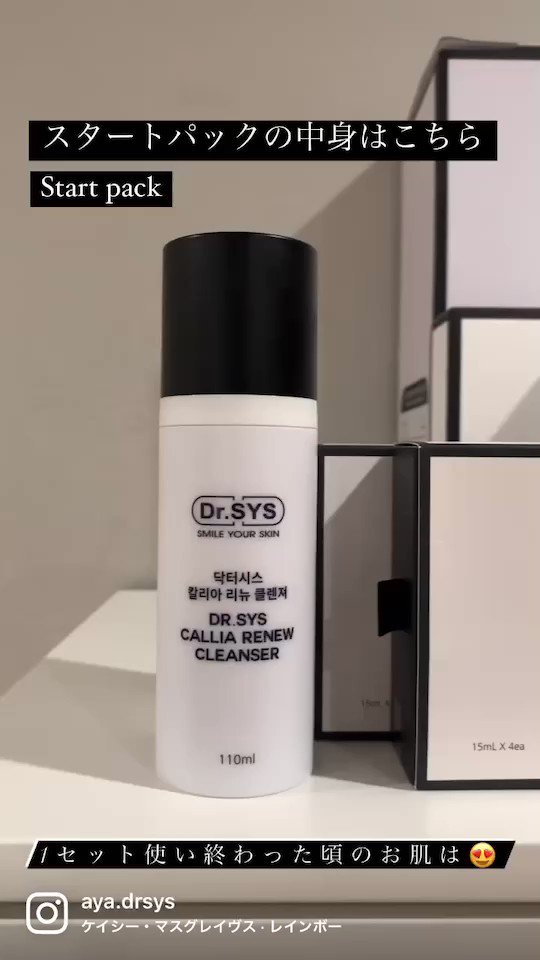 スタートパックの中身はこちら
Start pack
Dr.SYS
SMILE YOUR SKIN
닥터시스
칼리아 리뉴 클렌져
DR.SYS
CALLIA RENEW
CLEANSER
110ml
15mL X 4ea
1セット使い終わった頃のお肌は😍
aya.drsys
ケイシー・マスグレイヴス · レインボー